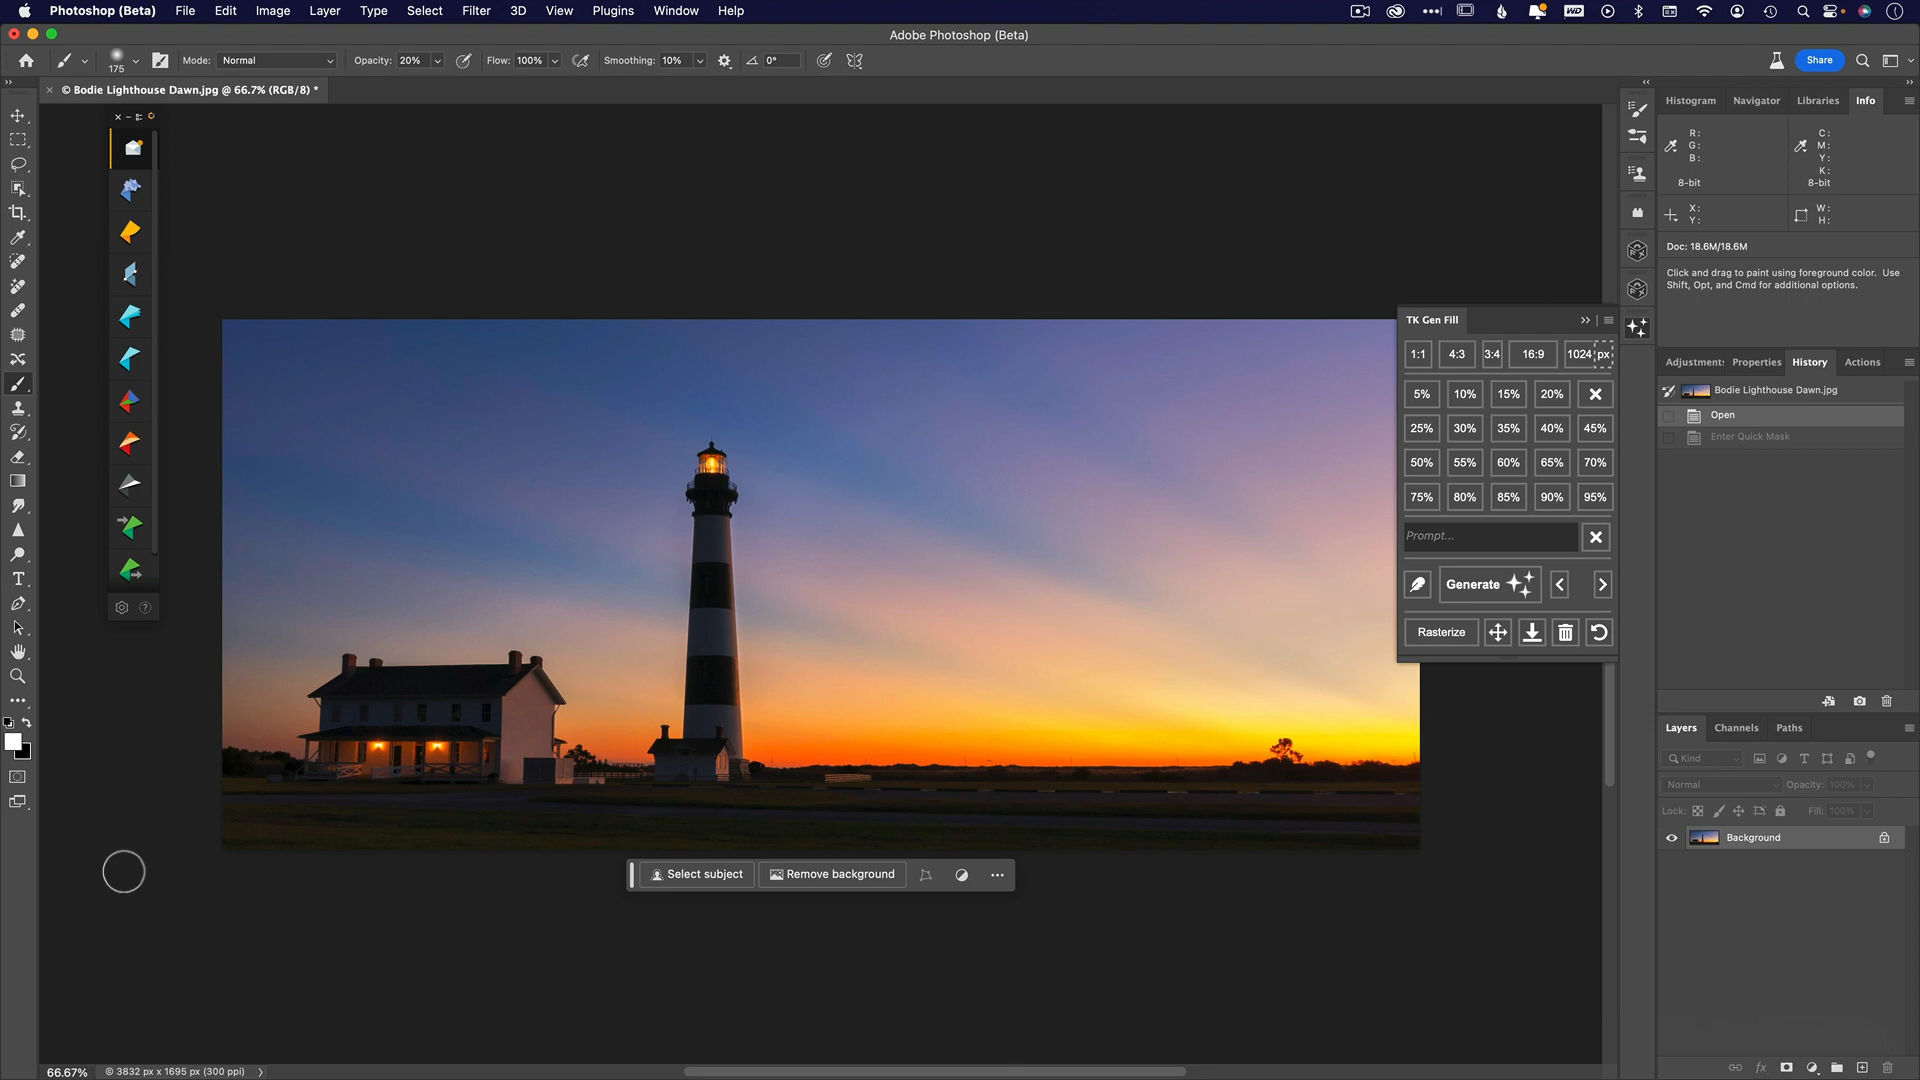 Photoshop (Beta) File Edit Image Layer Type Select Filter 3D View Plugins Window Help
Adobe Photoshop (Beta)
175 Mode: Normal Opacity: 20% Flow: 100% Smoothing: 10% 0° Share
© Bodie Lighthouse Dawn.jpg @ 66.7% (RGB/8) *
Histogram Navigator Libraries Info
R: C:
G: M:
B: Y:
K:
8-bit 8-bit
X: W:
Y: H:
Doc: 18.6M/18.6M
Click and drag to paint using foreground color. Use
Shift, Opt, and Cmd for additional options.
TK Gen Fill
1:1 4:3 3:4 16:9 1024 px
5% 10% 15% 20%
25% 30% 35% 40% 45%
50% 55% 60% 65% 70%
75% 80% 85% 90% 95%
Prompt...
Generate
Rasterize
Adjustment: Properties History Actions
Bodie Lighthouse Dawn.jpg
Open
Enter Quick Mask
Layers Channels Paths
Kind
Normal Opacity: 100%
Lock: Fill: 100%
Background
Select subject Remove background
66.67% © 3832 px x 1695 px (300 ppi)